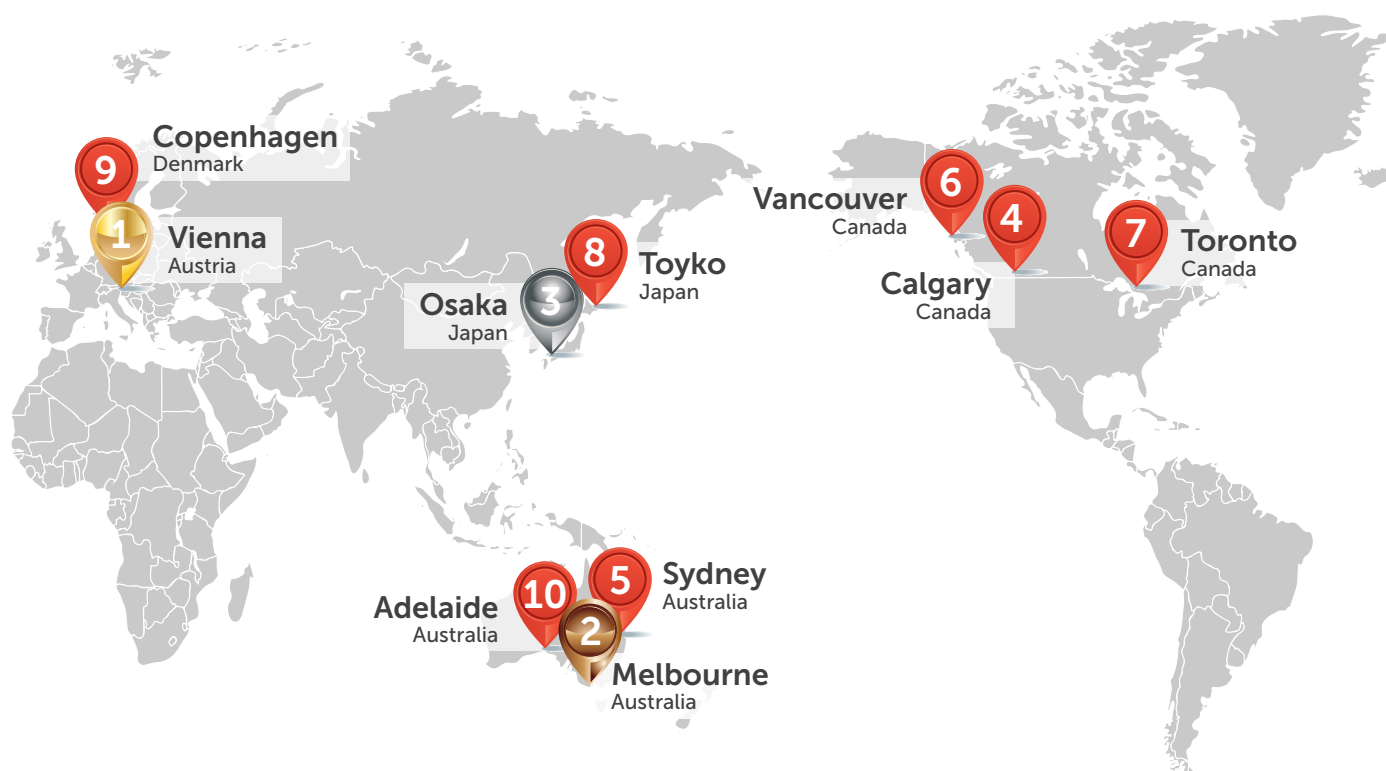 9
Copenhagen
Denmark
1
Vienna
Austria
8
Toyko
Japan
3
Osaka
Japan
6
Vancouver
Canada
4
Calgary
Canada
7
Toronto
Canada
5
Sydney
Australia
10
Adelaide
Australia
2
Melbourne
Australia